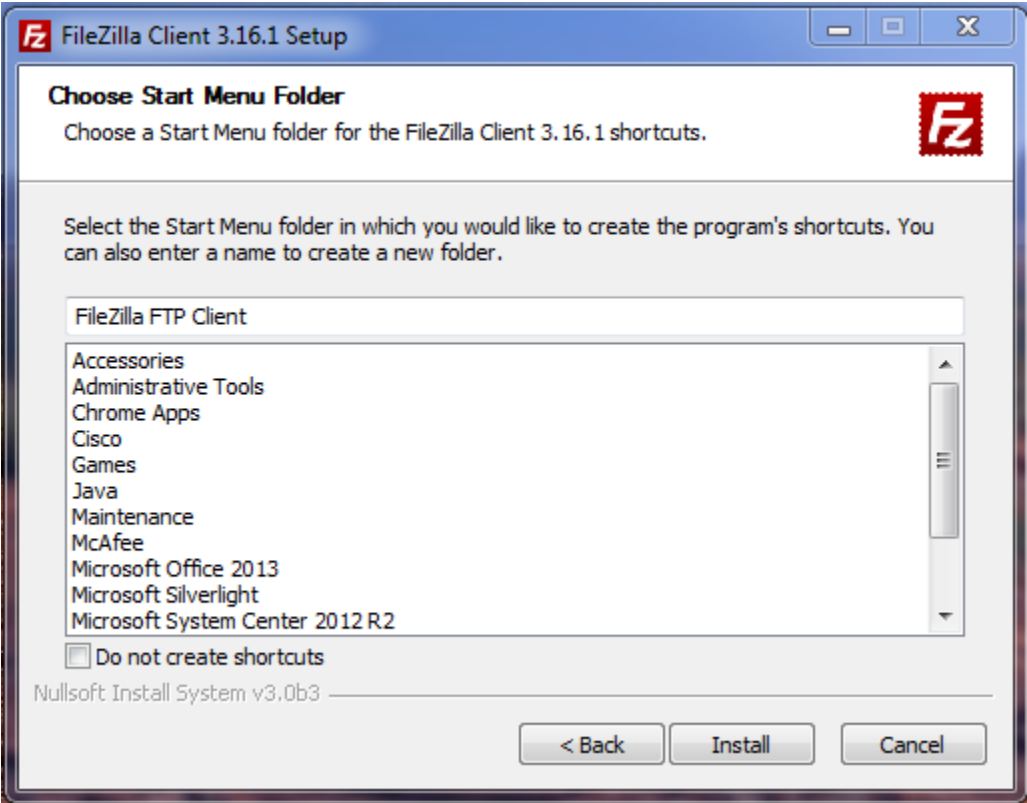 FileZilla Client 3.16.1 Setup
Choose Start Menu Folder
Choose a Start Menu folder for the FileZilla Client 3.16.1 shortcuts.
Fz
Select the Start Menu folder in which you would like to create the program's shortcuts. You
can also enter a name to create a new folder.
FileZilla FTP Client
Accessories
Administrative Tools
Chrome Apps
Cisco
Games
Java
Maintenance
McAfee
Microsoft Office 2013
Microsoft Silverlight
Microsoft System Center 2012 R2
Do not create shortcuts
Nullsoft Install System v3.0b3
< Back Install Cancel